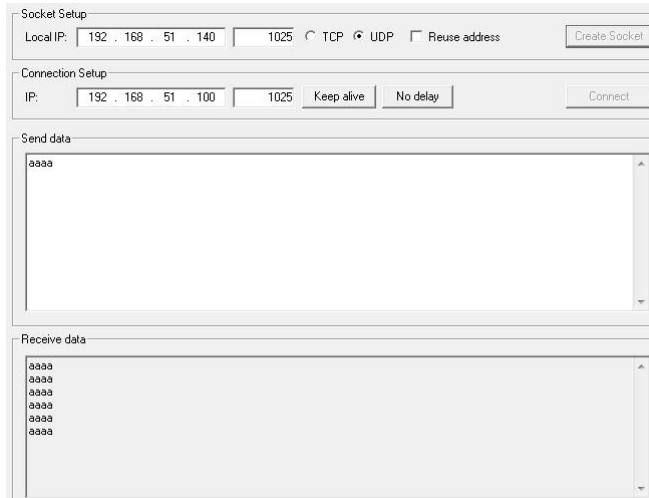 Socket Setup
Local IP: 192 . 168 . 51 . 140 1025 TCP UDP Reuse address Create Socket
Connection Setup
IP: 192 . 168 . 51 . 100 1025 Keep alive No delay Connect
Send data
aaaa
Receive data
aaaa
aaaa
aaaa
aaaa
aaaa
aaaa